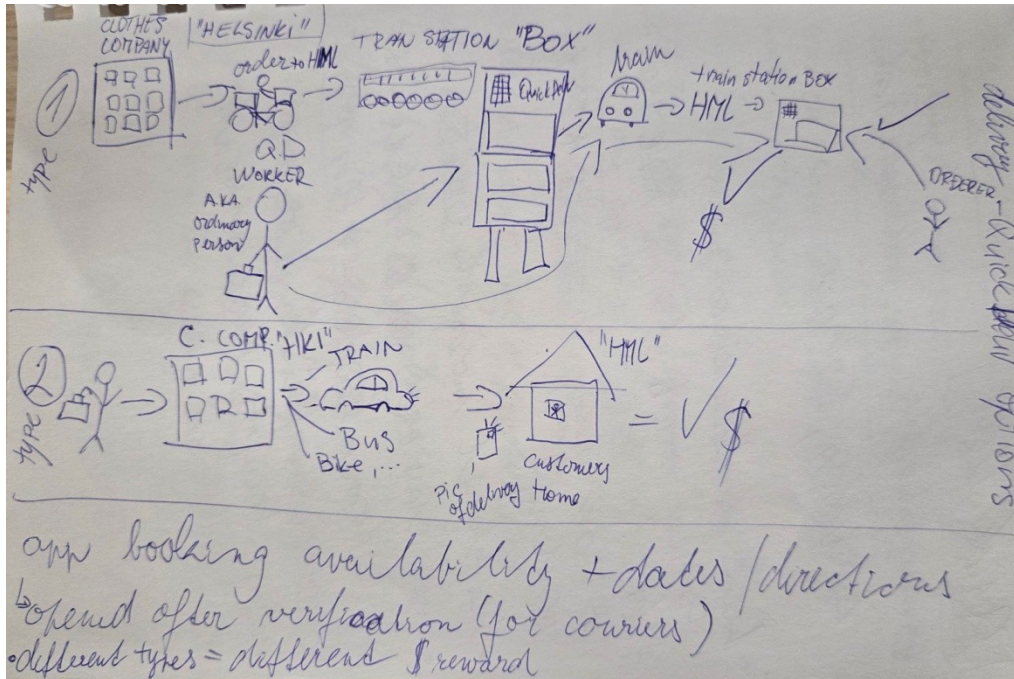 CLOTHES
COMPANY
"HELSINKI"
order to HML
TRAN STATION "BOX"
train
train station BOX
HML
type 1
Q.D.
WORKER
A.K.A.
ordinary
person
$
ORDERER
delivery - options
type 2
C. COMP. "HKI"
TRAIN
Bus
Bike, ...
"HML"
= $
customers
Home
Pic
of delivery
app booking availability + dates / directions
opened after verification (for couriers)
• different types = different $ reward